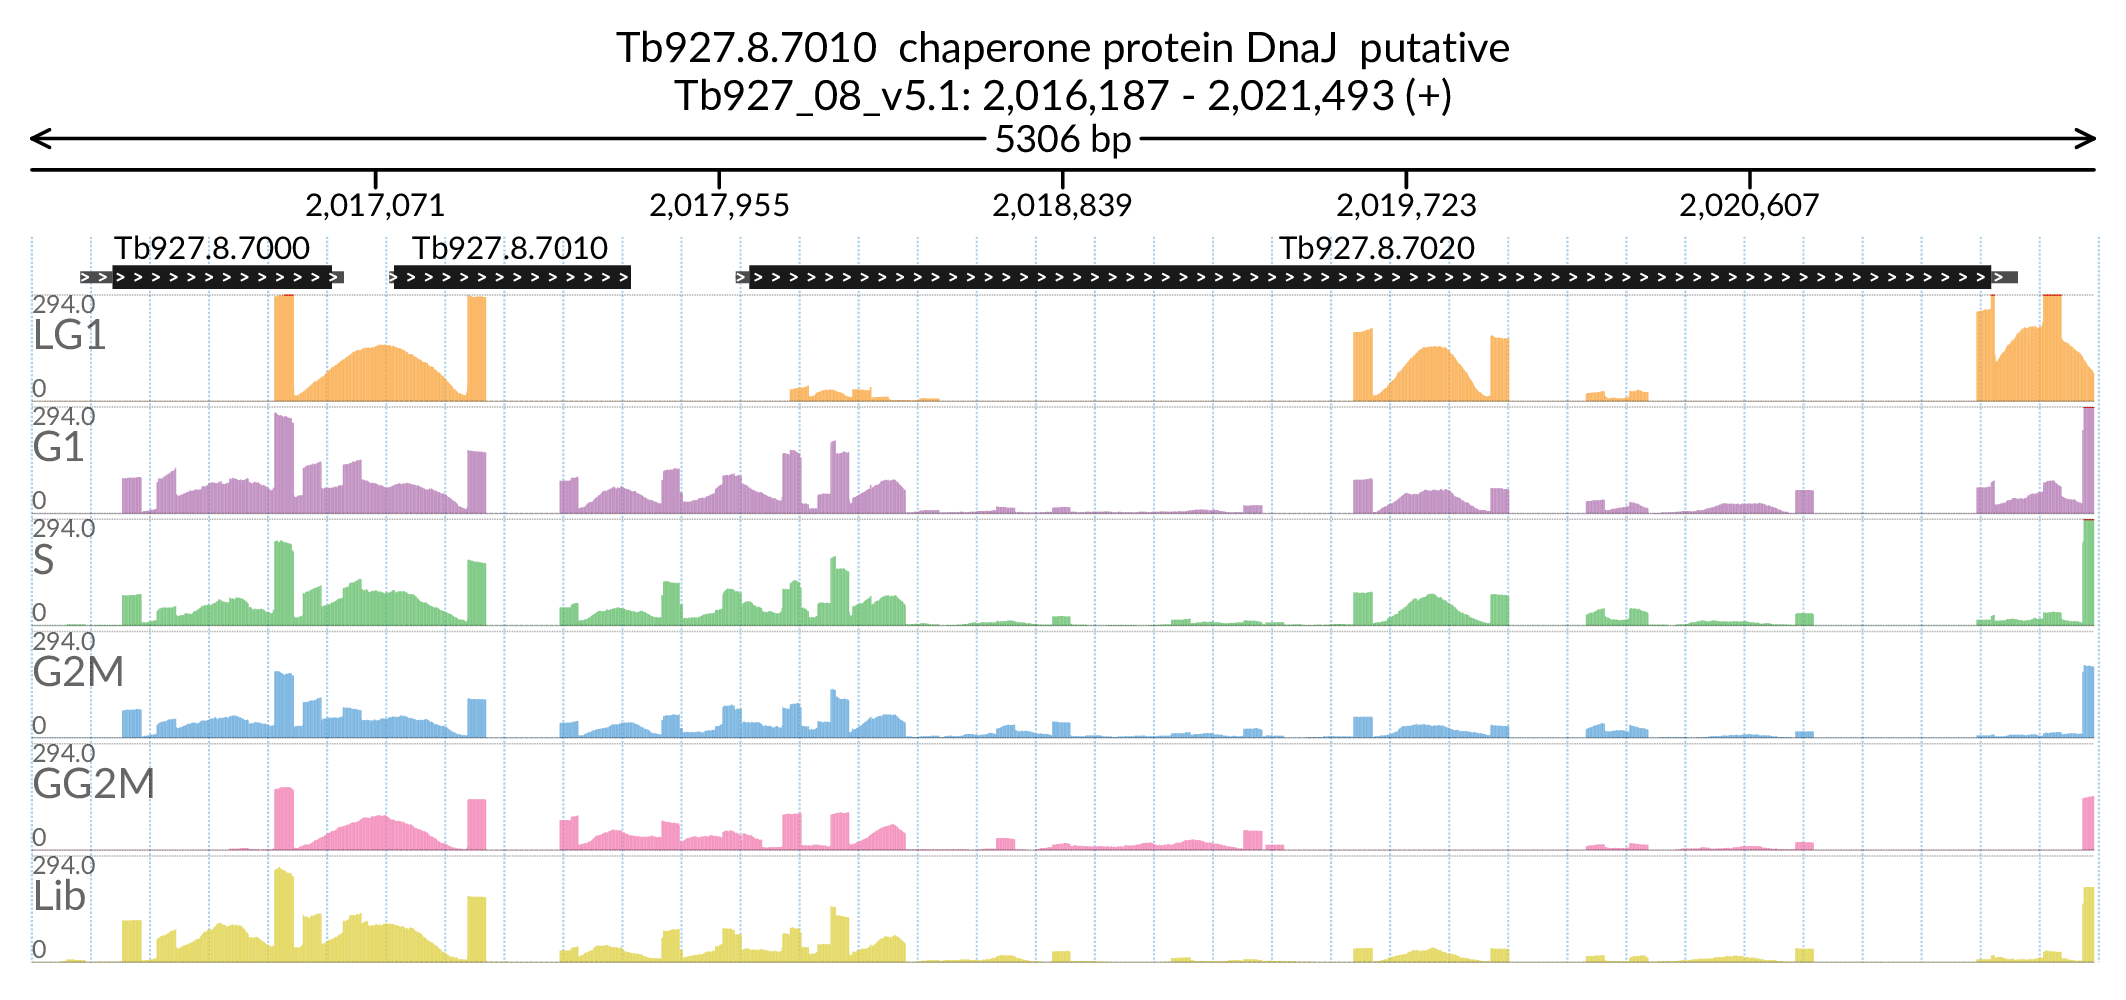 Tb927.8.7010  chaperone protein DnaJ  putative
Tb927_08_v5.1: 2,016,187 - 2,021,493 (+)
5306 bp
2,017,071 2,017,955 2,018,839 2,019,723 2,020,607
Tb927.8.7000 Tb927.8.7010 Tb927.8.7020
294.0
LG1
0
294.0
G1
0
294.0
S
0
294.0
G2M
0
294.0
GG2M
0
294.0
Lib
0